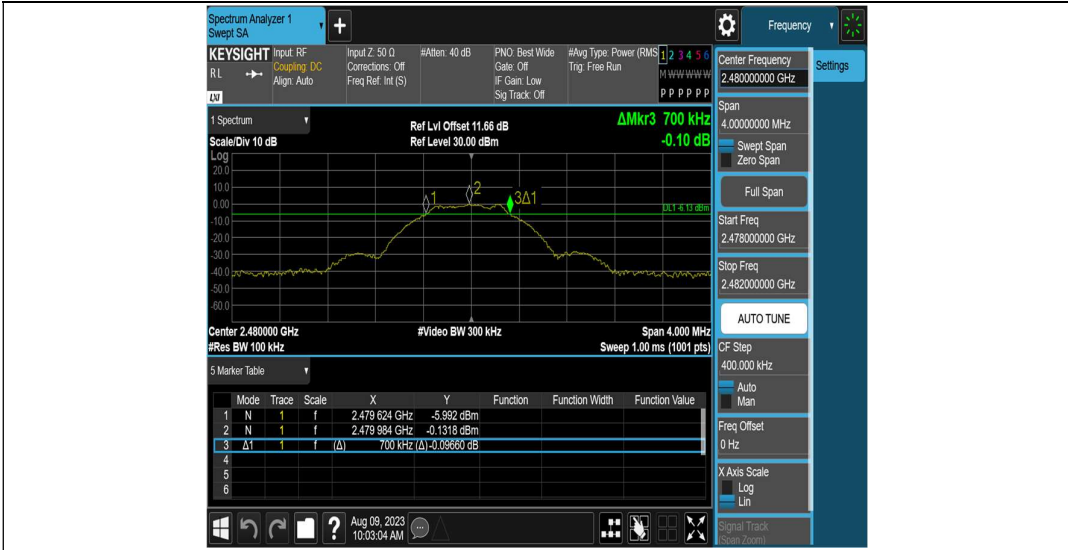 Spectrum Analyzer 1
Swept SA
Frequency
KEYSIGHT
RL
LXI
Input: RF
Coupling: DC
Align: Auto
Input Z: 50 Ω
Corrections: Off
Freq Ref: Int (S)
#Atten: 40 dB
PNO: Best Wide
Gate: Off
IF Gain: Low
Sig Track: Off
#Avg Type: Power (RMS
Trig: Free Run
1 2 3 4 5 6
M W W W W W
P P P P P P
1 Spectrum
Scale/Div 10 dB
Ref Lvl Offset 11.66 dB
Ref Level 30.00 dBm
ΔMkr3 700 kHz
-0.10 dB
Log
20.0
10.0
0.00
-10.0
-20.0
-30.0
-40.0
-50.0
-60.0
1
2
3Δ1
DL1 -6.13 dBm
Center 2.480000 GHz
#Video BW 300 kHz
Span 4.000 MHz
#Res BW 100 kHz
Sweep 1.00 ms (1001 pts)
5 Marker Table
Mode Trace Scale X Y Function Function Width Function Value
1 N 1 f 2.479 624 GHz -5.992 dBm
2 N 1 f 2.479 984 GHz -0.1318 dBm
3 Δ1 1 f (Δ) 700 kHz (Δ) -0.09660 dB
4
5
6
Aug 09, 2023
10:03:04 AM
Center Frequency
2.480000000 GHz
Settings
Span
4.00000000 MHz
Swept Span
Zero Span
Full Span
Start Freq
2.478000000 GHz
Stop Freq
2.482000000 GHz
AUTO TUNE
CF Step
400.000 kHz
Auto
Man
Freq Offset
0 Hz
X Axis Scale
Log
Lin
Signal Track
(Span Zoom)